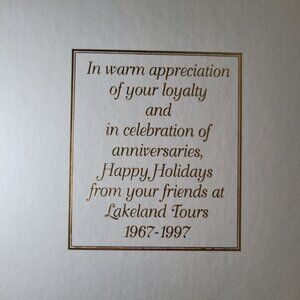 In warm appreciation
of your loyalty
and
in celebration of
anniversaries,
Happy Holidays
from your friends at
Lakeland Tours
1967-1997